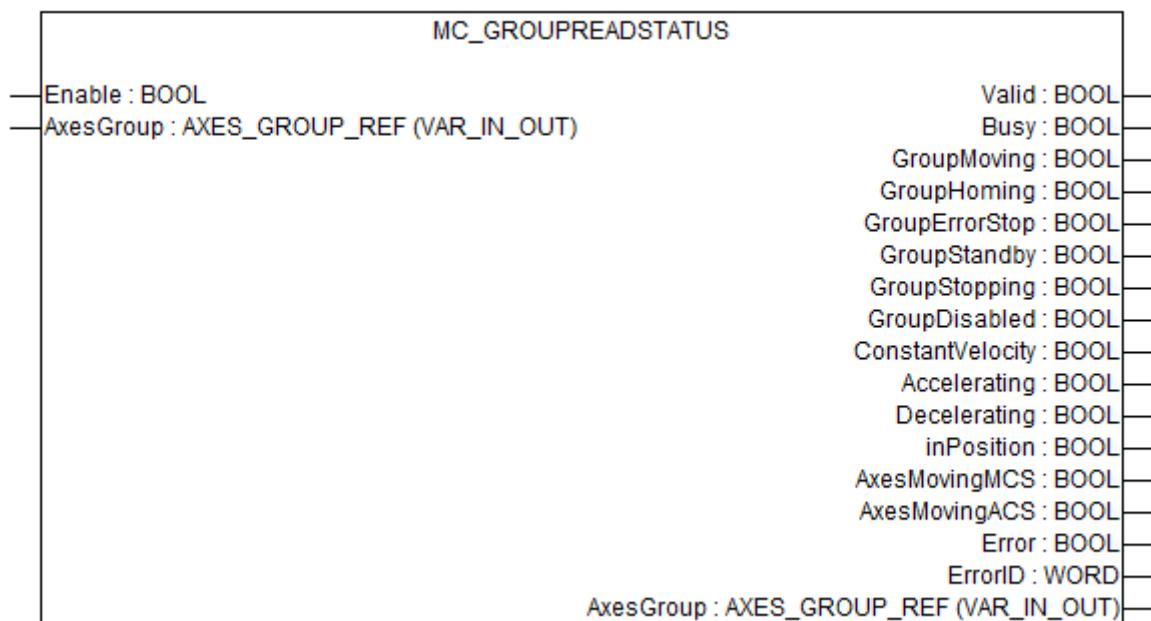 MC_GROUPREADSTATUS
Enable : BOOL
Valid : BOOL
AxesGroup : AXES_GROUP_REF (VAR_IN_OUT)
Busy : BOOL
GroupMoving : BOOL
GroupHoming : BOOL
GroupErrorStop : BOOL
GroupStandby : BOOL
GroupStopping : BOOL
GroupDisabled : BOOL
ConstantVelocity : BOOL
Accelerating : BOOL
Decelerating : BOOL
inPosition : BOOL
AxesMovingMCS : BOOL
AxesMovingACS : BOOL
Error : BOOL
ErrorID : WORD
AxesGroup : AXES_GROUP_REF (VAR_IN_OUT)